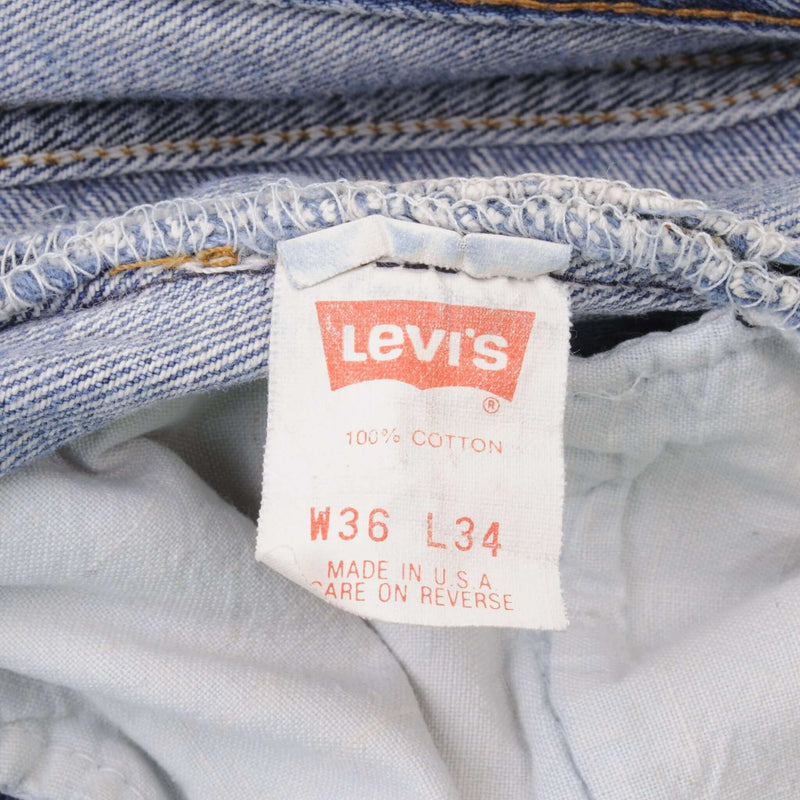 Levi's
®
100% COTTON
W36 L34
MADE IN U.S.A
CARE ON REVERSE